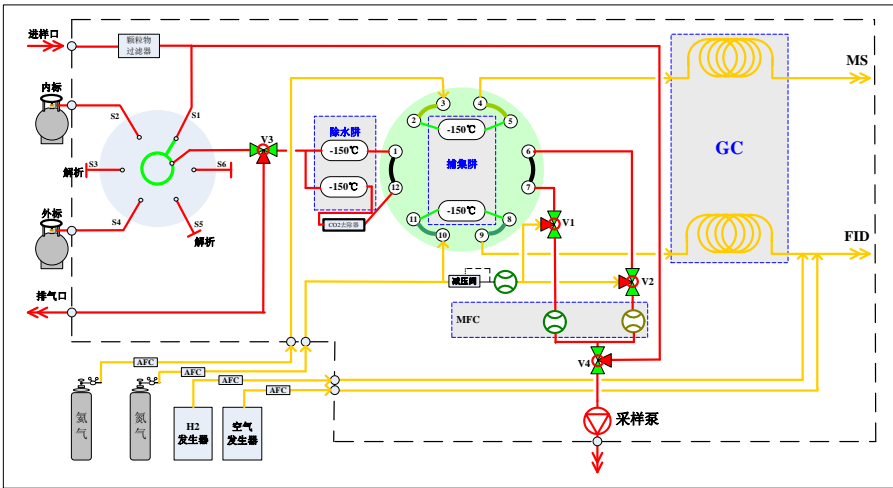 进样口
颗粒物
过滤器
内标
S2
S1
S3
解析
S6
S4
S5
解析
外标
排气口
V3
除水阱
-150℃
-150℃
CO2去除器
3
4
2
5
-150℃
1
捕集阱
6
12
7
-150℃
11
8
10
9
V1
V2
减压阀
MFC
V4
采样泵
GC
MS
FID
AFC
AFC
AFC
AFC
氦气
氮气
H2
发生器
空气
发生器